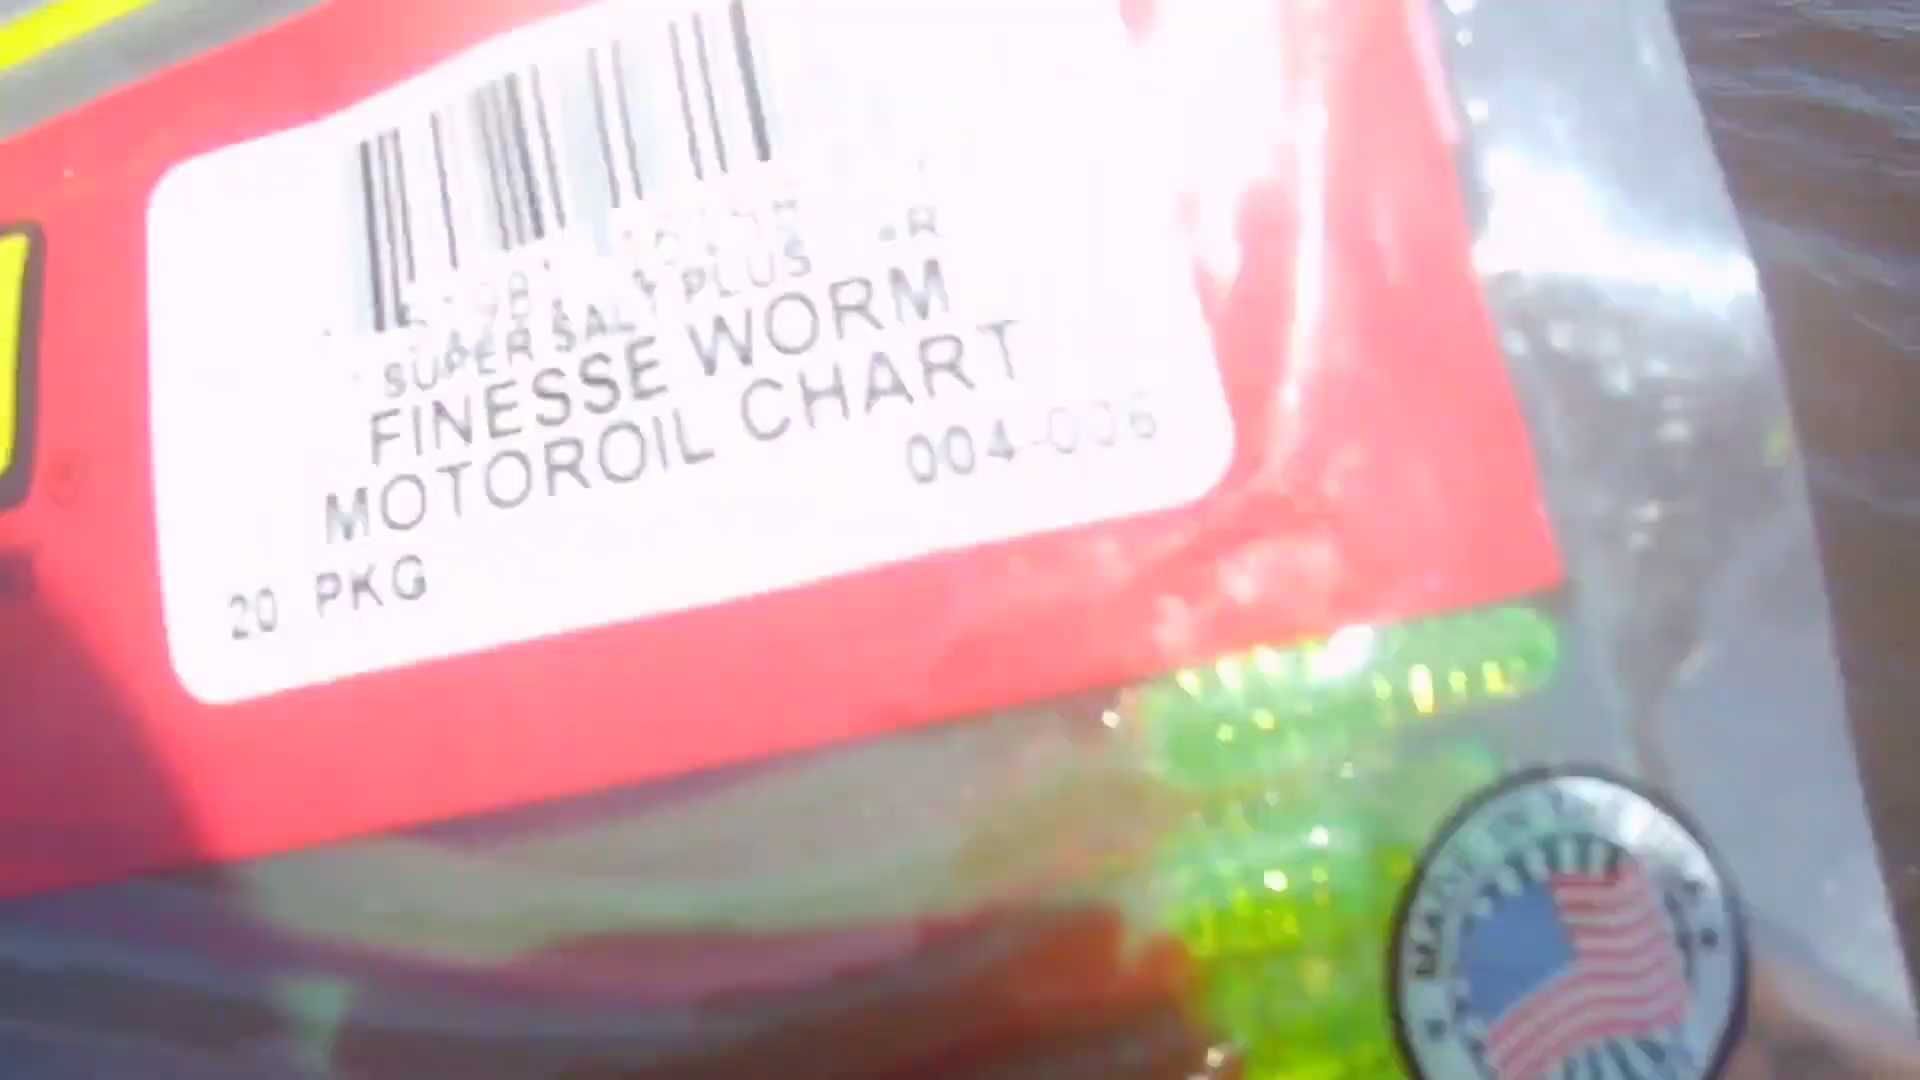 SUPER SALT PLUS
FINESSE WORM
MOTOROIL CHART
004-006
20 PKG